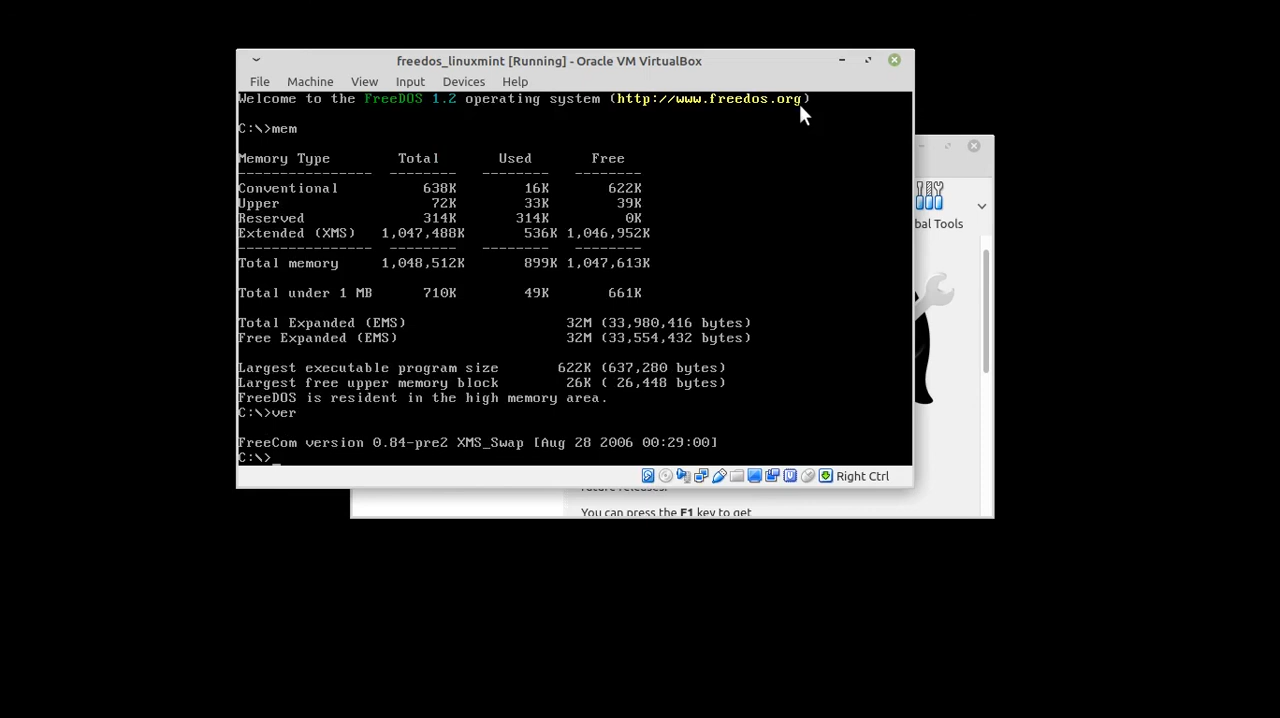 freedos_linuxmint [Running] - Oracle VM VirtualBox
File Machine View Input Devices Help
Welcome to the FreeDOS 1.2 operating system (http://www.freedos.org)
C:\>mem
Memory Type Total Used Free
---------------- -------- -------- --------
Conventional 638K 16K 622K
Upper 72K 33K 39K
Reserved 314K 314K 0K
Extended (XMS) 1,047,488K 536K 1,046,952K
---------------- -------- -------- --------
Total memory 1,048,512K 899K 1,047,613K
Total under 1 MB 710K 49K 661K
Total Expanded (EMS) 32M (33,980,416 bytes)
Free Expanded (EMS) 32M (33,554,432 bytes)
Largest executable program size 622K (637,280 bytes)
Largest free upper memory block 26K ( 26,448 bytes)
FreeDOS is resident in the high memory area.
C:\>ver
FreeCom version 0.84-pre2 XMS_Swap [Aug 28 2006 00:29:00]
C:\>_
Right Ctrl
bal Tools
future releases.
You can press the F1 key to get